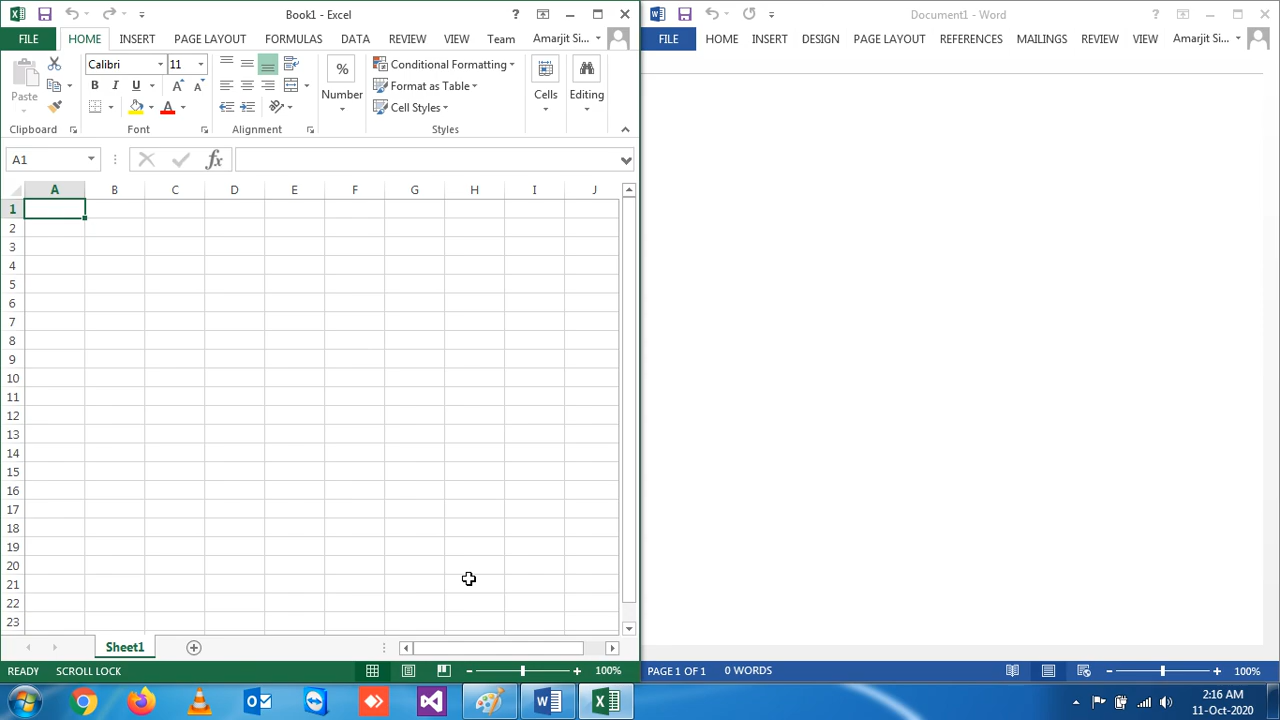 Book1 - Excel
FILE HOME INSERT PAGE LAYOUT FORMULAS DATA REVIEW VIEW Team Amarjit Si...
Calibri 11
Paste
B I U
%
Number
Conditional Formatting
Format as Table
Cell Styles
Cells
Editing
Clipboard Font Alignment Styles
A1 fx
A B C D E F G H I J
1
2
3
4
5
6
7
8
9
10
11
12
13
14
15
16
17
18
19
20
21
22
23
Sheet1
READY SCROLL LOCK 100%
Document1 - Word
FILE HOME INSERT DESIGN PAGE LAYOUT REFERENCES MAILINGS REVIEW VIEW Amarjit Si...
PAGE 1 OF 1 0 WORDS 100%
2:16 AM
11-Oct-2020